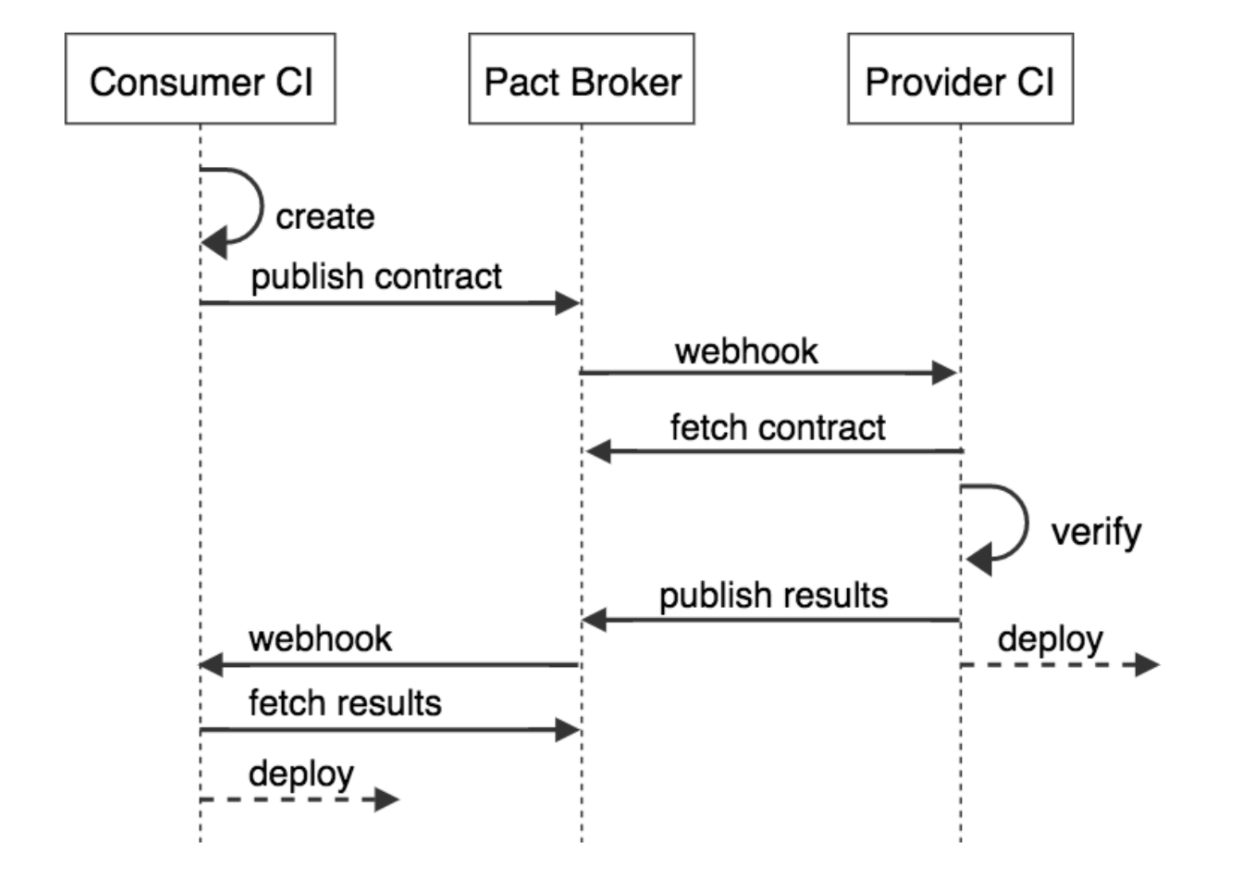 Consumer CI
Pact Broker
Provider CI
create
publish contract
webhook
fetch contract
verify
publish results
webhook
deploy
fetch results
deploy